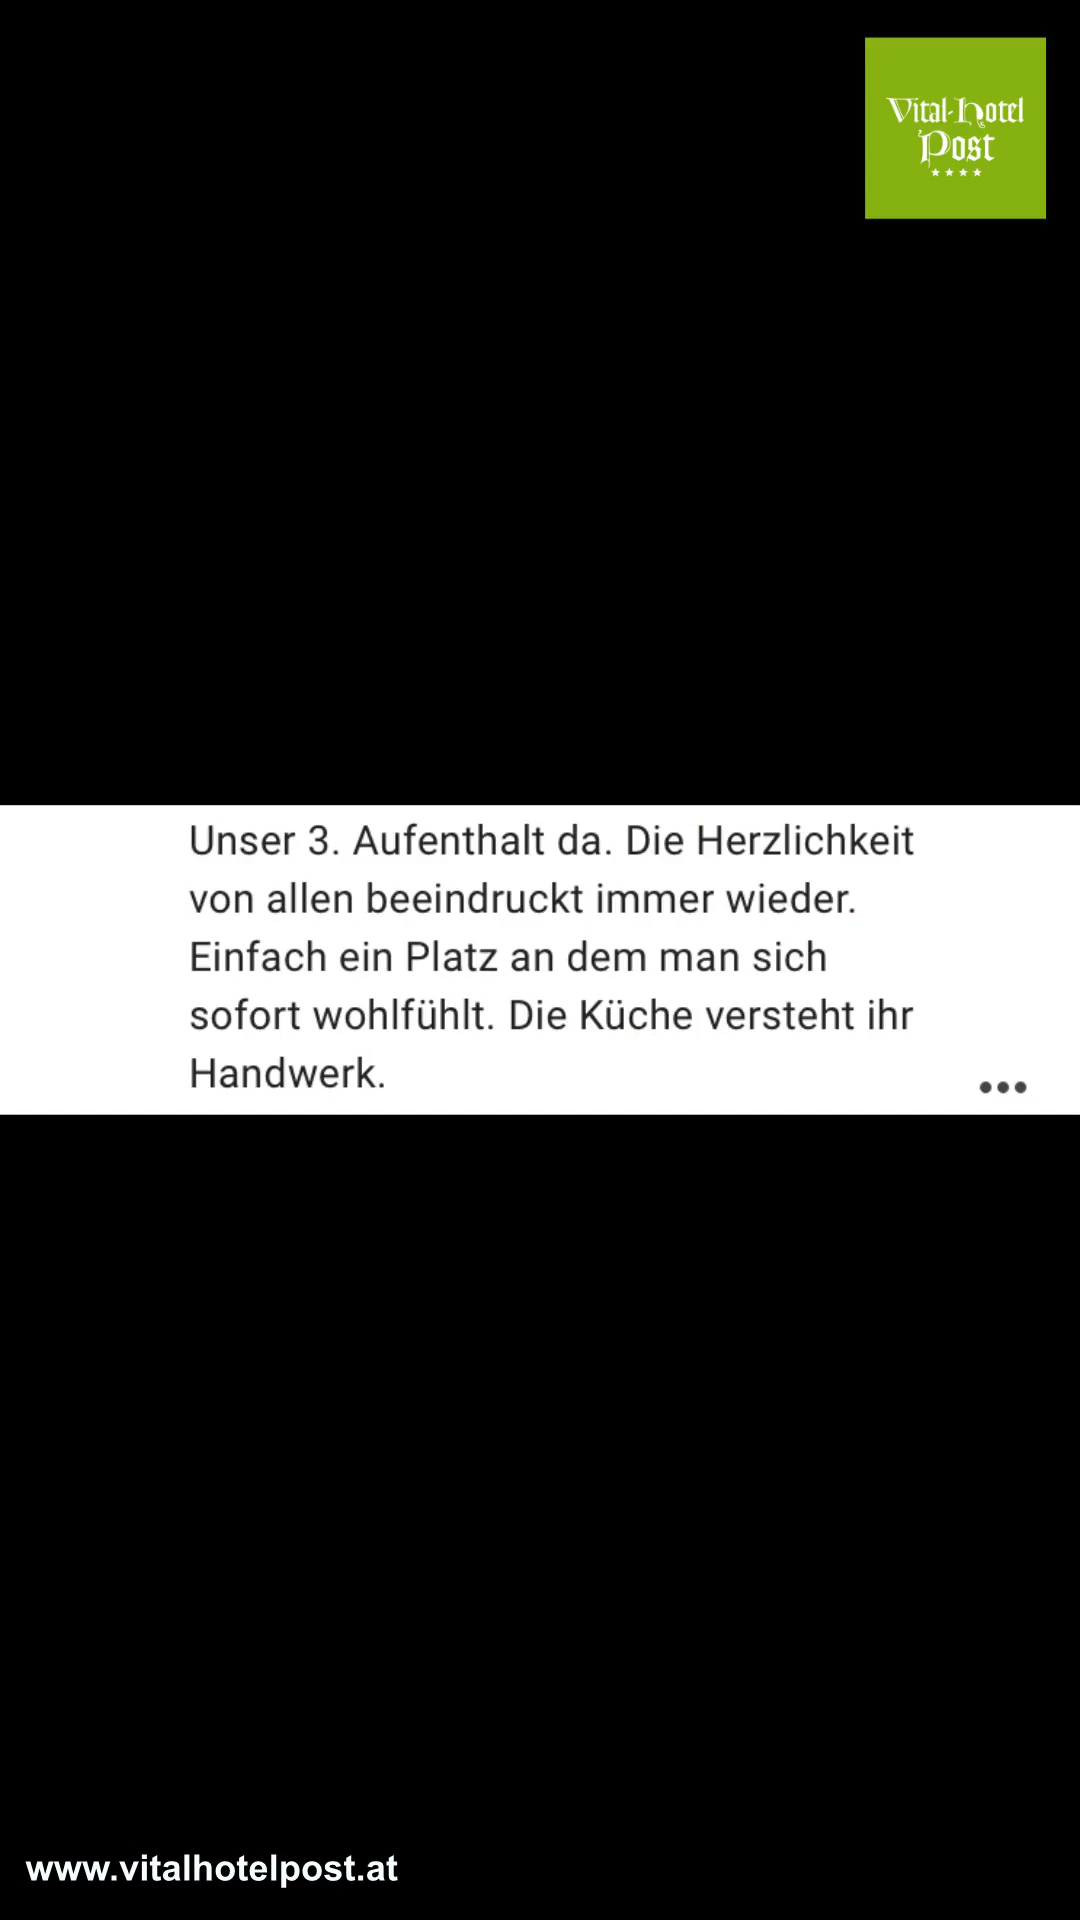 Vital-Hotel
Post
Unser 3. Aufenthalt da. Die Herzlichkeit
von allen beeindruckt immer wieder.
Einfach ein Platz an dem man sich
sofort wohlfühlt. Die Küche versteht ihr
Handwerk.
www.vitalhotelpost.at